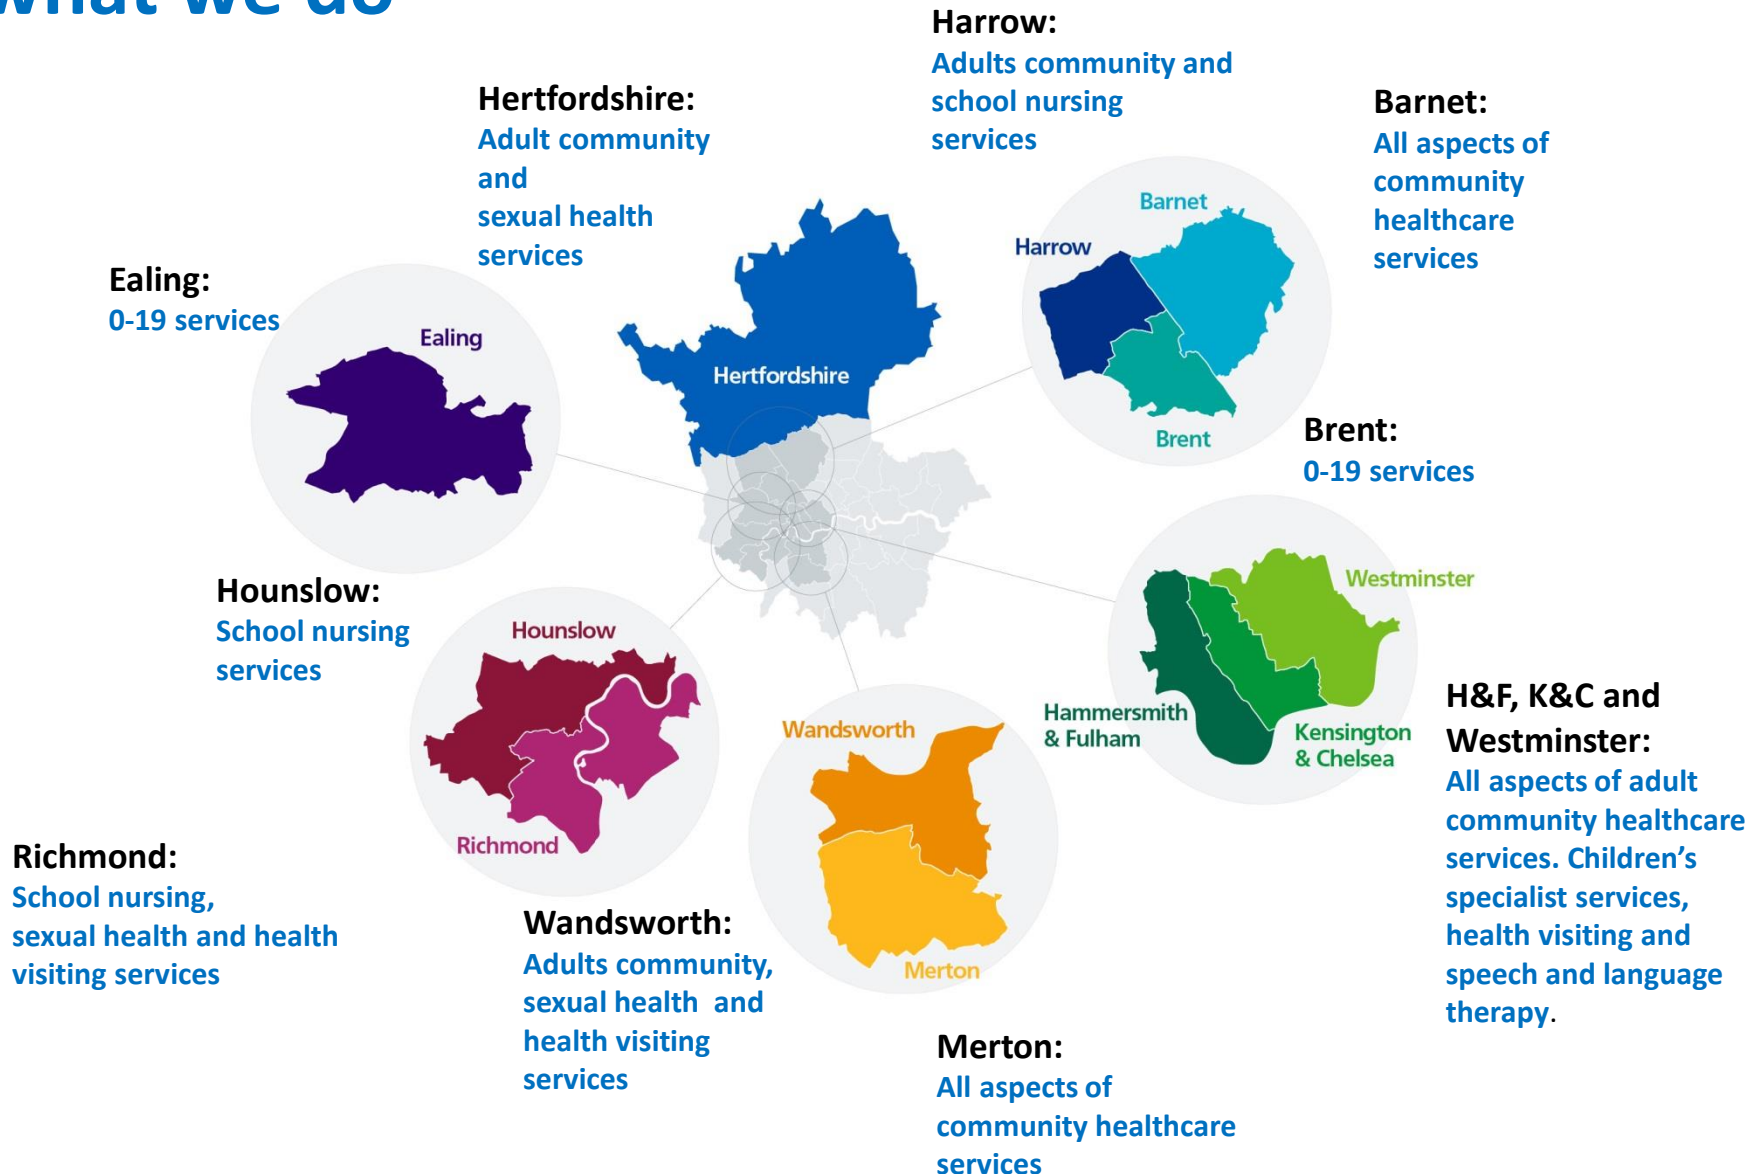 what we do
Harrow:
Adults community and
school nursing
services
Hertfordshire:
Adult community
and
sexual health
services
Barnet:
All aspects of
community
healthcare
services
Ealing:
0-19 services
Barnet
Harrow
Brent
Ealing
Hertfordshire
Brent:
0-19 services
Hounslow:
School nursing
services
Hounslow
Richmond
Westminster
Hammersmith
& Fulham
Kensington
& Chelsea
Wandsworth
Merton
H&F, K&C and
Westminster:
All aspects of adult
community healthcare
services. Children’s
specialist services,
health visiting and
speech and language
therapy.
Richmond:
School nursing,
sexual health and health
visiting services
Wandsworth:
Adults community,
sexual health and
health visiting
services
Merton:
All aspects of
community healthcare
services